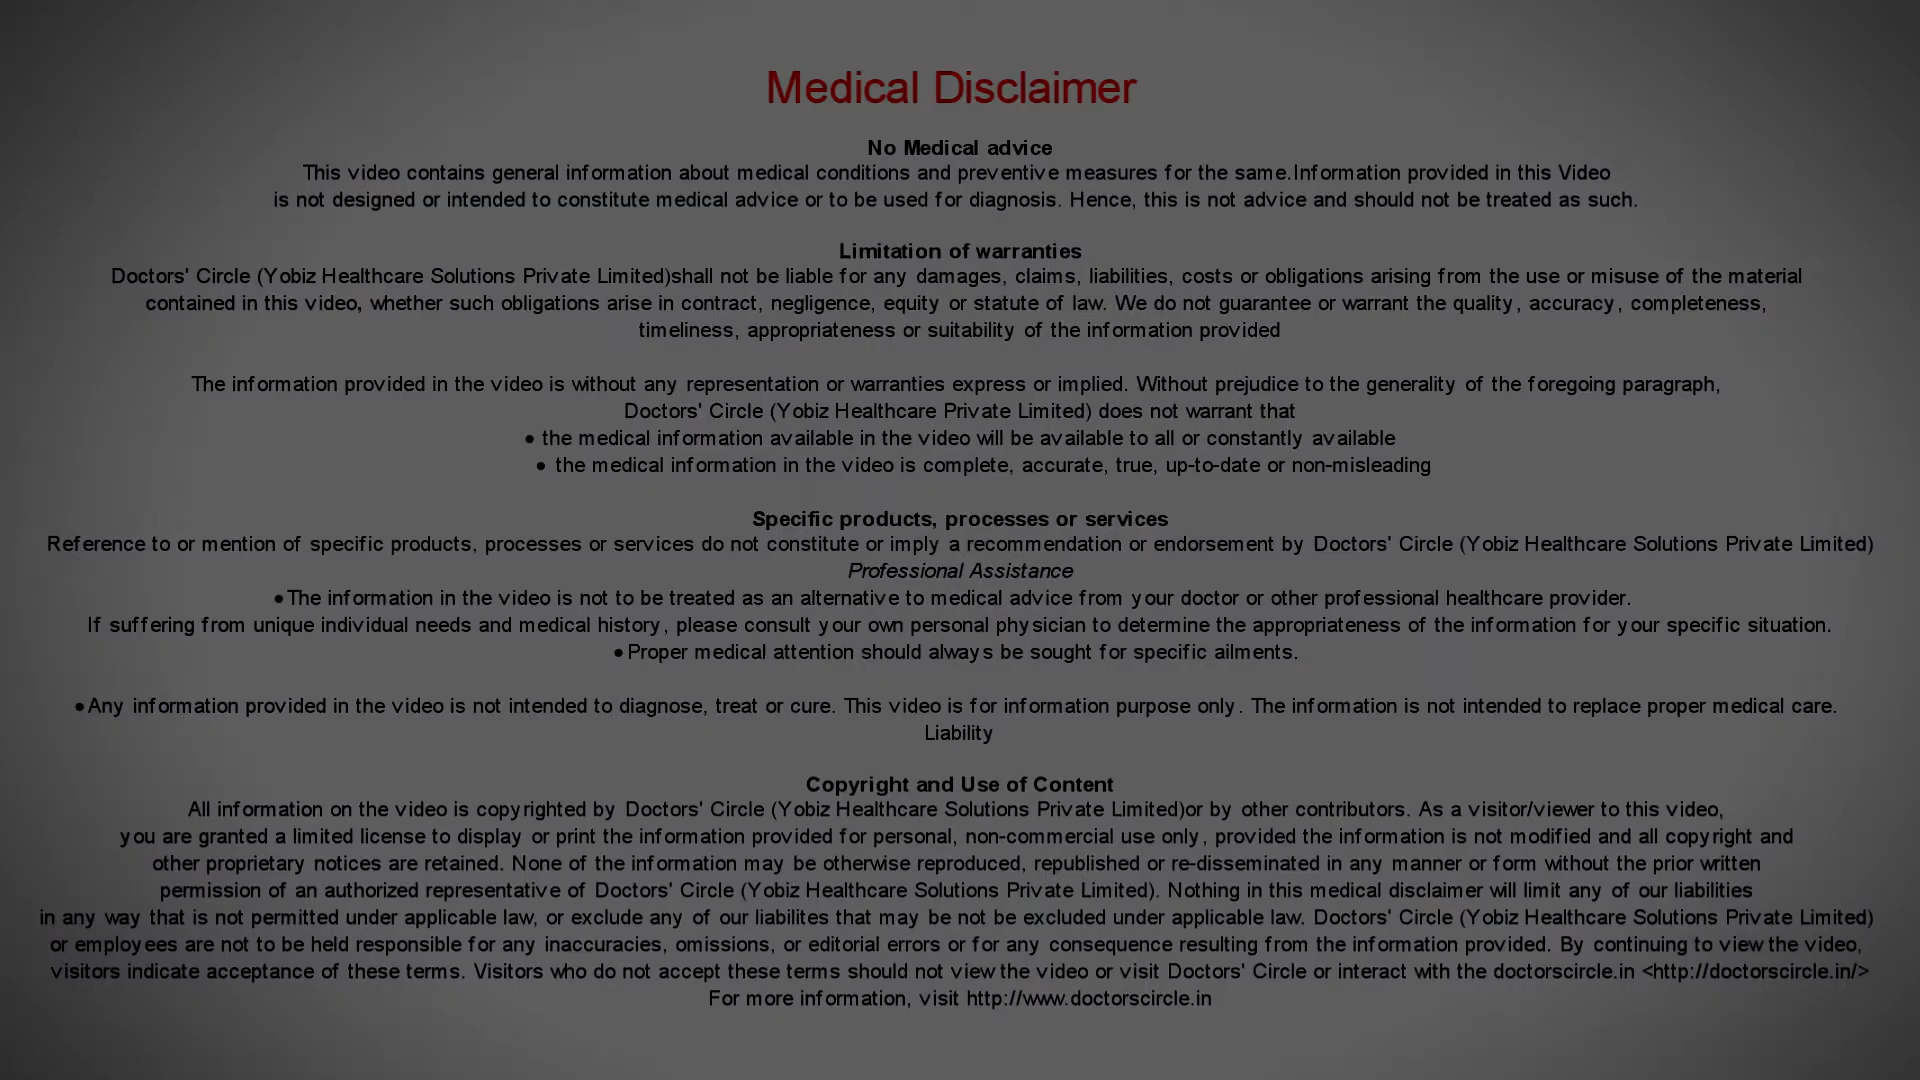 Medical Disclaimer
No Medical advice
This video contains general information about medical conditions and preventive measures for the same.Information provided in this Video
is not designed or intended to constitute medical advice or to be used for diagnosis. Hence, this is not advice and should not be treated as such.
Limitation of warranties
Doctors' Circle (Yobiz Healthcare Solutions Private Limited)shall not be liable for any damages, claims, liabilities, costs or obligations arising from the use or misuse of the material
contained in this video, whether such obligations arise in contract, negligence, equity or statute of law. We do not guarantee or warrant the quality, accuracy, completeness,
timeliness, appropriateness or suitability of the information provided
The information provided in the video is without any representation or warranties express or implied. Without prejudice to the generality of the foregoing paragraph,
Doctors' Circle (Yobiz Healthcare Private Limited) does not warrant that
• the medical information available in the video will be available to all or constantly available
• the medical information in the video is complete, accurate, true, up-to-date or non-misleading
Specific products, processes or services
Reference to or mention of specific products, processes or services do not constitute or imply a recommendation or endorsement by Doctors' Circle (Yobiz Healthcare Solutions Private Limited)
Professional Assistance
•The information in the video is not to be treated as an alternative to medical advice from your doctor or other professional healthcare provider.
If suffering from unique individual needs and medical history, please consult your own personal physician to determine the appropriateness of the information for your specific situation.
•Proper medical attention should always be sought for specific ailments.
•Any information provided in the video is not intended to diagnose, treat or cure. This video is for information purpose only. The information is not intended to replace proper medical care.
Liability
Copyright and Use of Content
All information on the video is copyrighted by Doctors' Circle (Yobiz Healthcare Solutions Private Limited)or by other contributors. As a visitor/viewer to this video,
you are granted a limited license to display or print the information provided for personal, non-commercial use only, provided the information is not modified and all copyright and
other proprietary notices are retained. None of the information may be otherwise reproduced, republished or re-disseminated in any manner or form without the prior written
permission of an authorized representative of Doctors' Circle (Yobiz Healthcare Solutions Private Limited). Nothing in this medical disclaimer will limit any of our liabilities
in any way that is not permitted under applicable law, or exclude any of our liabilites that may be not be excluded under applicable law. Doctors' Circle (Yobiz Healthcare Solutions Private Limited)
or employees are not to be held responsible for any inaccuracies, omissions, or editorial errors or for any consequence resulting from the information provided. By continuing to view the video,
visitors indicate acceptance of these terms. Visitors who do not accept these terms should not view the video or visit Doctors' Circle or interact with the doctorscircle.in <http://doctorscircle.in/>
For more information, visit http://www.doctorscircle.in